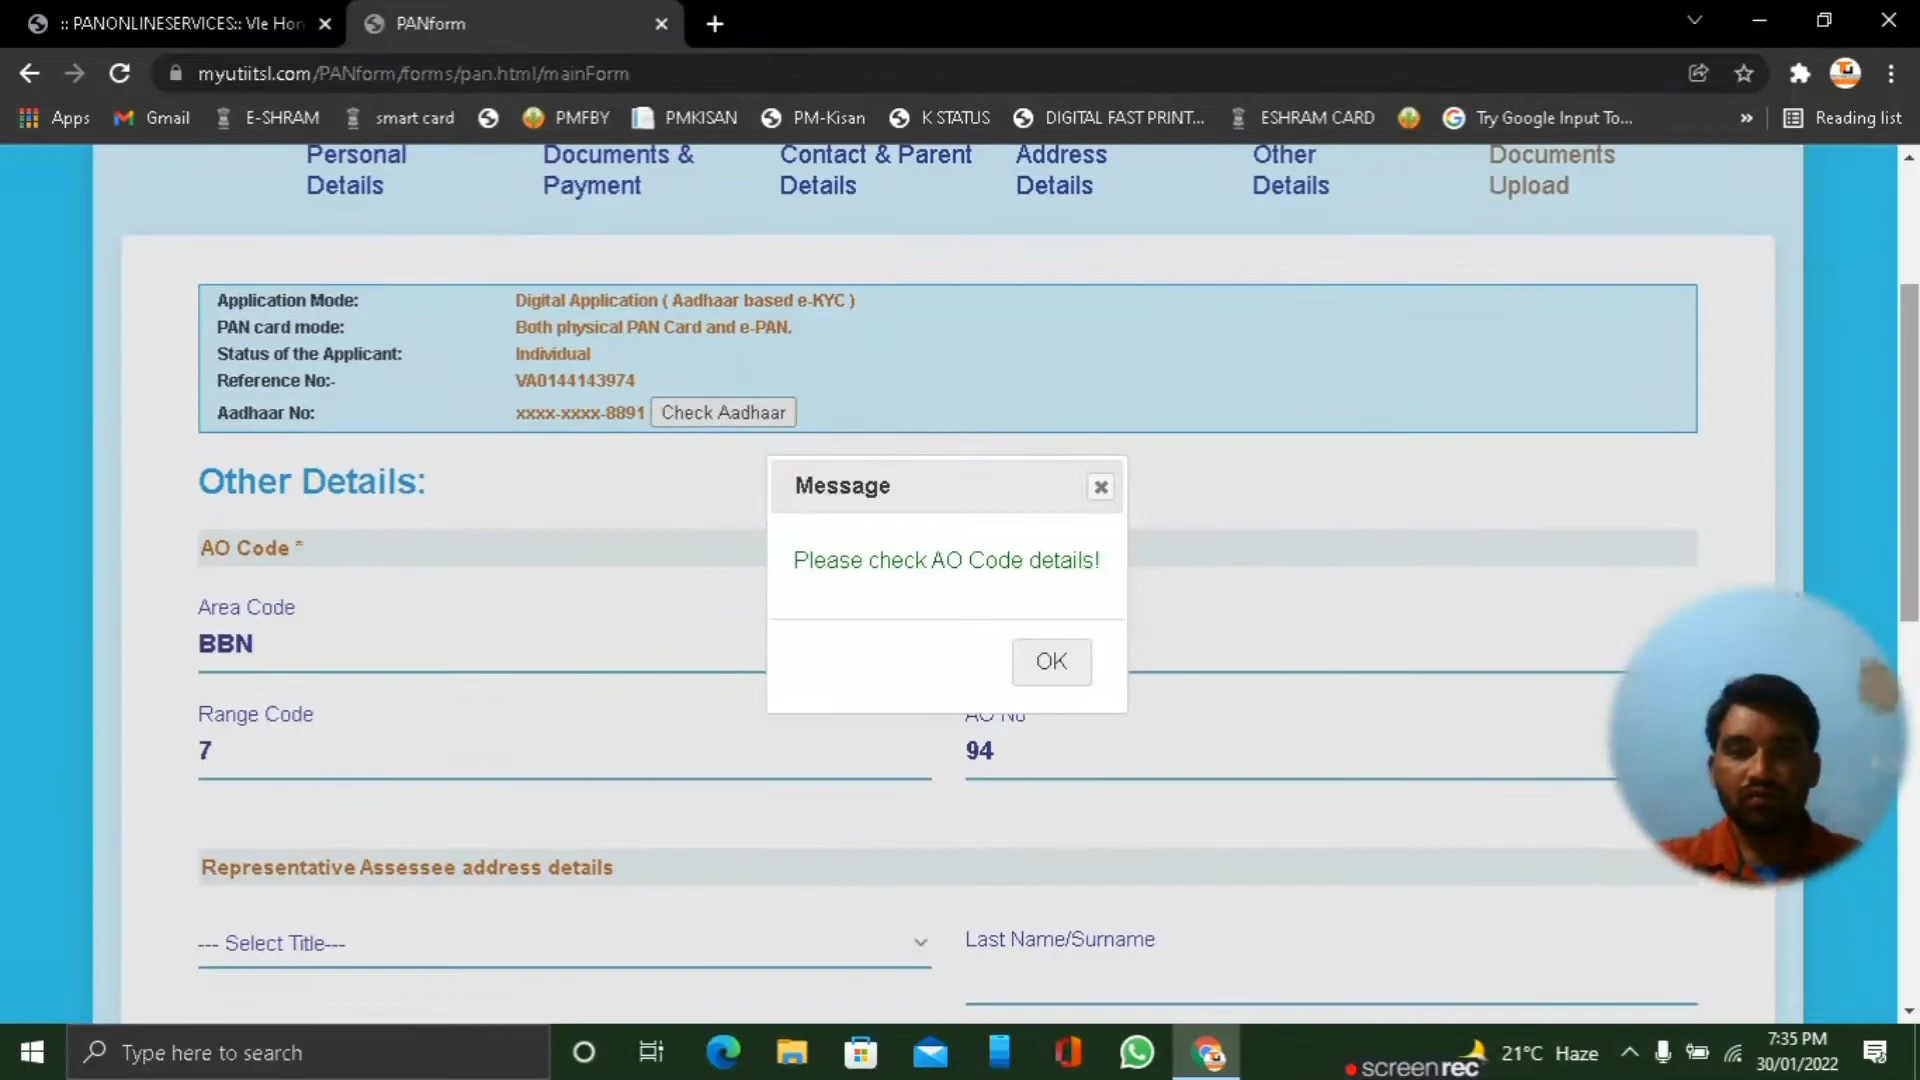 :: PANONLINESERVICES:: Vle Hon
PANform
myutiitsl.com/PANform/forms/pan.html/mainForm
Apps Gmail E-SHRAM smart card PMFBY PMKISAN PM-Kisan K STATUS DIGITAL FAST PRINT... ESHRAM CARD Try Google Input To... » Reading list
Personal Details
Documents & Payment
Contact & Parent Details
Address Details
Other Details
Documents Upload
Application Mode: Digital Application ( Aadhaar based e-KYC )
PAN card mode: Both physical PAN Card and e-PAN.
Status of the Applicant: Individual
Reference No:- VA0144143974
Aadhaar No: xxxx-xxxx-8891 Check Aadhaar
Other Details:
Message
AO Code *
Please check AO Code details!
Area Code
BBN
OK
Range Code
AO No
7
94
Representative Assessee address details
--- Select Title---
Last Name/Surname
Type here to search
screenrec
21°C Haze
7:35 PM
30/01/2022